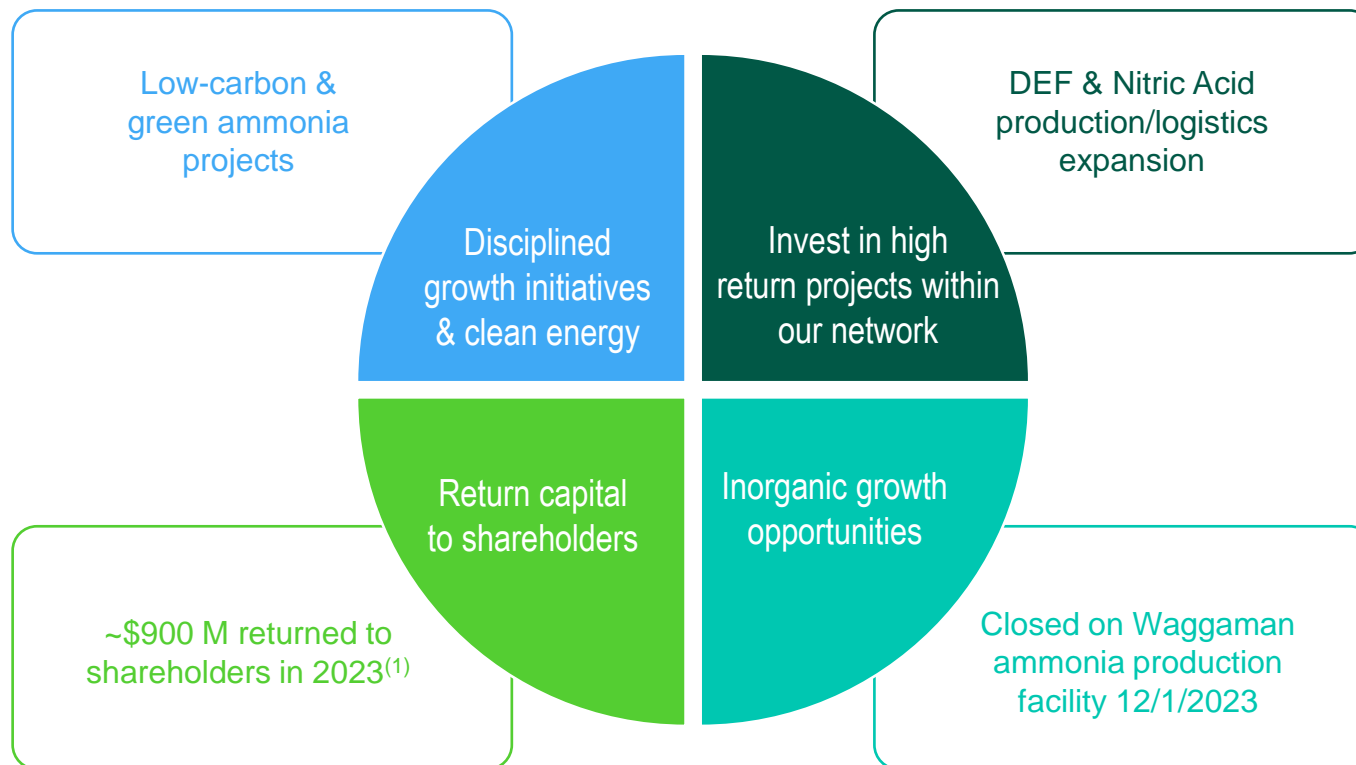 Low-carbon &
green ammonia
projects
DEF & Nitric Acid
production/logistics
expansion
Disciplined
growth initiatives
& clean energy
Invest in high
return projects within
our network
Return capital
to shareholders
Inorganic growth
opportunities
~$900 M returned to
shareholders in 2023(1)
Closed on Waggaman
ammonia production
facility 12/1/2023